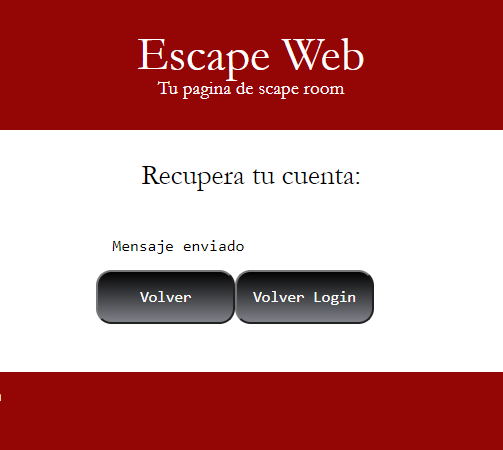 Escape Web
Tu pagina de scape room
Recupera tu cuenta:
Mensaje enviado
Volver
Volver Login